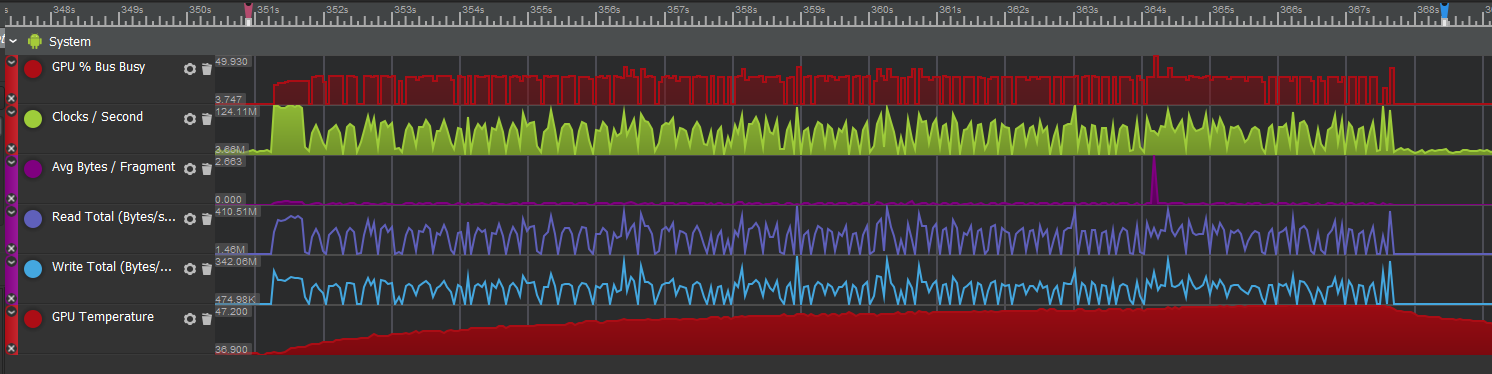 348s 349s 350s 351s 352s 353s 354s 355s 356s 357s 358s 359s 360s 361s 362s 363s 364s 365s 366s 367s 368s
System
GPU % Bus Busy
49.930
3.747
Clocks / Second
124.11M
3.66M
Avg Bytes / Fragment
2.663
0.000
Read Total (Bytes/s...
410.51M
1.46M
Write Total (Bytes/...
342.06M
474.98K
GPU Temperature
47.200
36.900